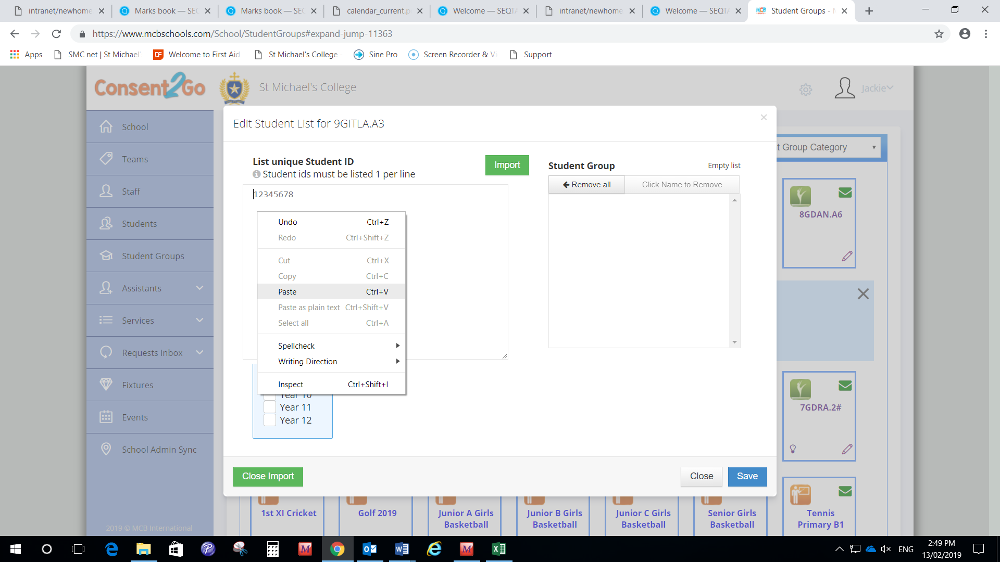 intranet/newhome
Marks book — SEQ
Marks book — SEQ
calendar_current.p
Welcome — SEQTA
intranet/newhome
Welcome — SEQTA
Student Groups -
https://www.mcbschools.com/School/StudentGroups#expand-jump-11363
Apps
SMC net | St Michael'
DF
Welcome to First Aid
St Michael's College
Sine Pro
Screen Recorder & Vi
Support
Consent2Go
St Michael's College
Jackie
School
Teams
Staff
Students
Student Groups
Assistants
Services
Requests Inbox
Fixtures
Events
School Admin Sync
2019 © MCB International
Edit Student List for 9GITLA.A3
List unique Student ID
Student ids must be listed 1 per line
Import
12345678
Undo Ctrl+Z
Redo Ctrl+Shift+Z
Cut Ctrl+X
Copy Ctrl+C
Paste Ctrl+V
Paste as plain text Ctrl+Shift+V
Select all Ctrl+A
Spellcheck
Writing Direction
Inspect Ctrl+Shift+I
Year 10
Year 11
Year 12
Student Group
Empty list
Remove all
Click Name to Remove
Close Import
Close
Save
t Group Category
8GDAN.A6
7GDRA.2#
1st XI Cricket
Golf 2019
Junior A Girls
Basketball
Junior B Girls
Basketball
Junior C Girls
Basketball
Senior Girls
Basketball
Tennis
Primary B1
ENG
2:49 PM
13/02/2019